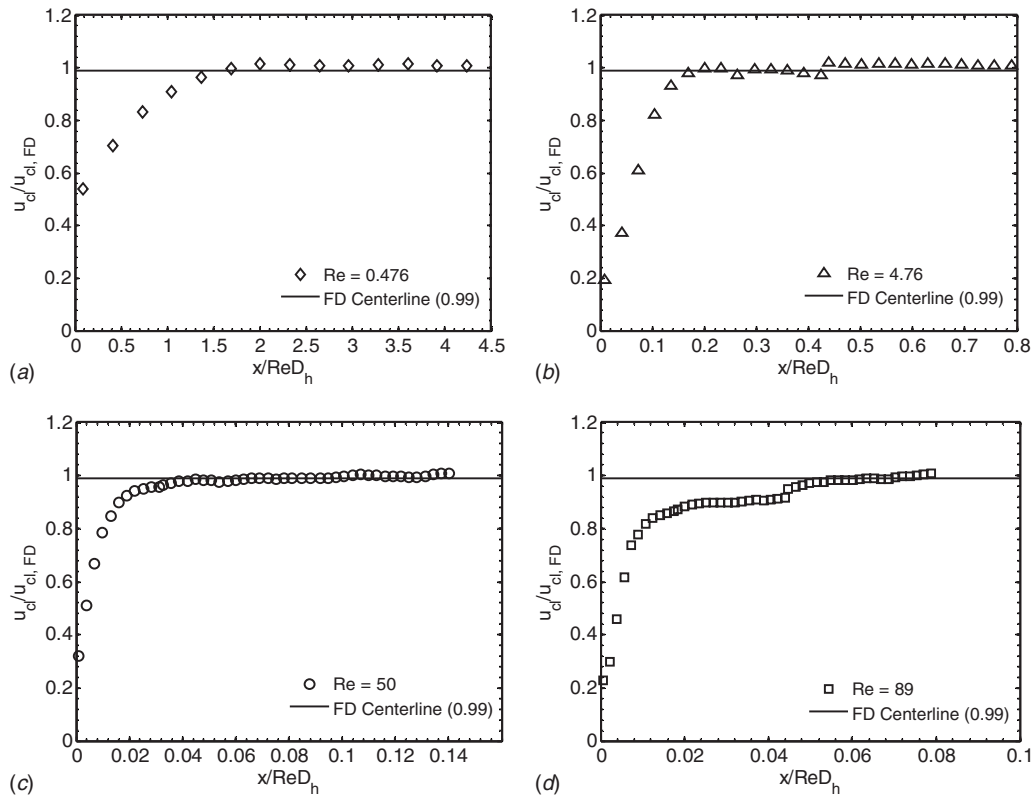 1.2
1
0.8
0.6
0.4
0.2
0
u_cl/u_cl, FD
Re = 0.476
FD Centerline (0.99)
0 0.5 1 1.5 2 2.5 3 3.5 4 4.5
x/ReD_h
(a)
1.2
1
0.8
0.6
0.4
0.2
0
u_cl/u_cl, FD
Re = 4.76
FD Centerline (0.99)
0 0.1 0.2 0.3 0.4 0.5 0.6 0.7 0.8
x/ReD_h
(b)
1.2
1
0.8
0.6
0.4
0.2
0
u_cl/u_cl, FD
Re = 50
FD Centerline (0.99)
0 0.02 0.04 0.06 0.08 0.1 0.12 0.14
x/ReD_h
(c)
1.2
1
0.8
0.6
0.4
0.2
0
u_cl/u_cl, FD
Re = 89
FD Centerline (0.99)
0 0.02 0.04 0.06 0.08 0.1
x/ReD_h
(d)